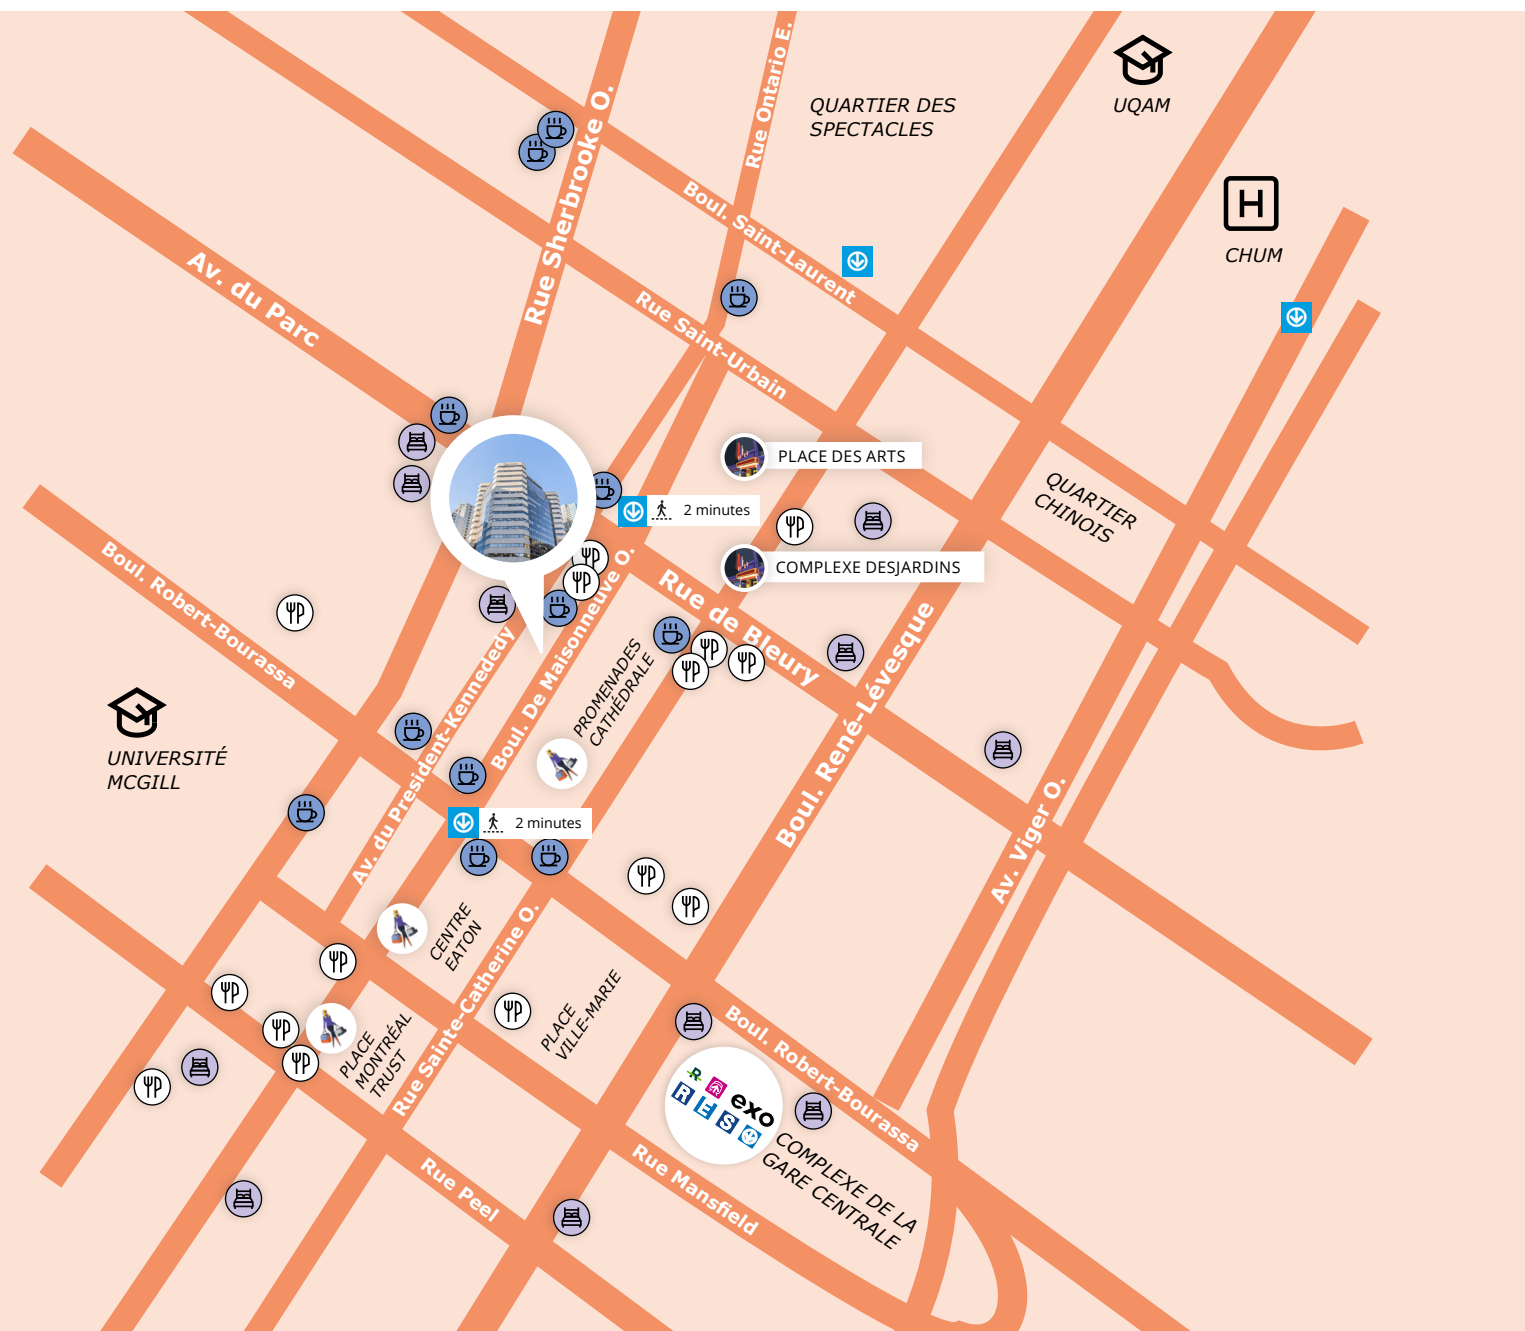 Rue Ontario E.
QUARTIER DES
SPECTACLES
UQAM
Rue Sherbrooke O.
Boul. Saint-Laurent
H
CHUM
Av. du Parc
Rue Saint-Urbain
PLACE DES ARTS
2 minutes
QUARTIER
CHINOIS
COMPLEXE DESJARDINS
Boul. Robert-Bourassa
Rue de Bleury
Av. du President-Kennededy
Boul. De Maisonneuve O.
PROMENADES
CATHÉDRALE
Boul. René-Lévesque
UNIVERSITÉ
MCGILL
2 minutes
Av. Viger O.
CENTRE
EATON
Rue Sainte-Catherine O.
PLACE
VILLE-MARIE
PLACE
MONTRÉAL
TRUST
Boul. Robert-Bourassa
R
exo
RES
COMPLEXE DE LA
GARE CENTRALE
Rue Peel
Rue Mansfield